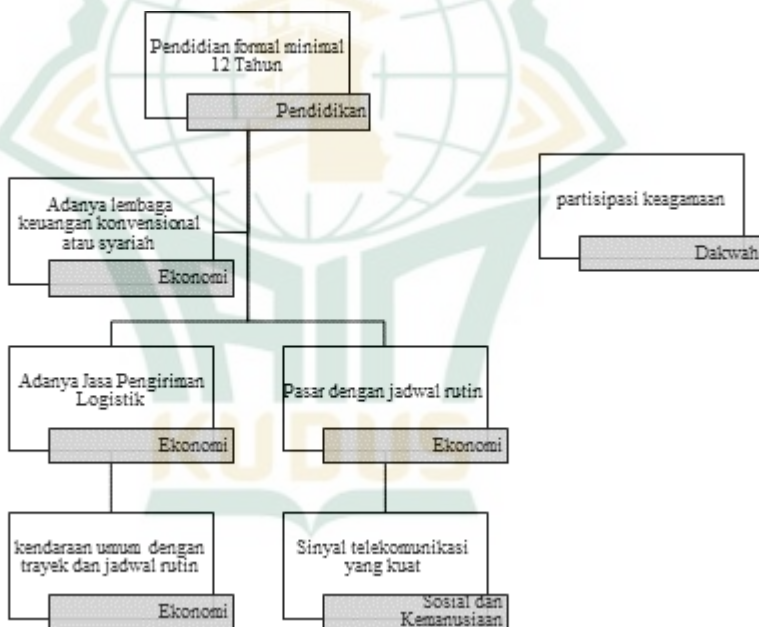 Pendidian formal minimal
12 Tahun
Pendidikan
Adanya lembaga
keuangan konvensional
atau syariah
Ekonomi
partisipasi keagamaan
Dakwah
Adanya Jasa Pengiriman
Logistik
Ekonomi
Pasar dengan jadwal rutin
Ekonomi
kendaraan umum dengan
trayek dan jadwal rutin
Ekonomi
Sinyal telekomunikasi
yang kuat
Sosial dan
Kemanusiaan
KUDUS